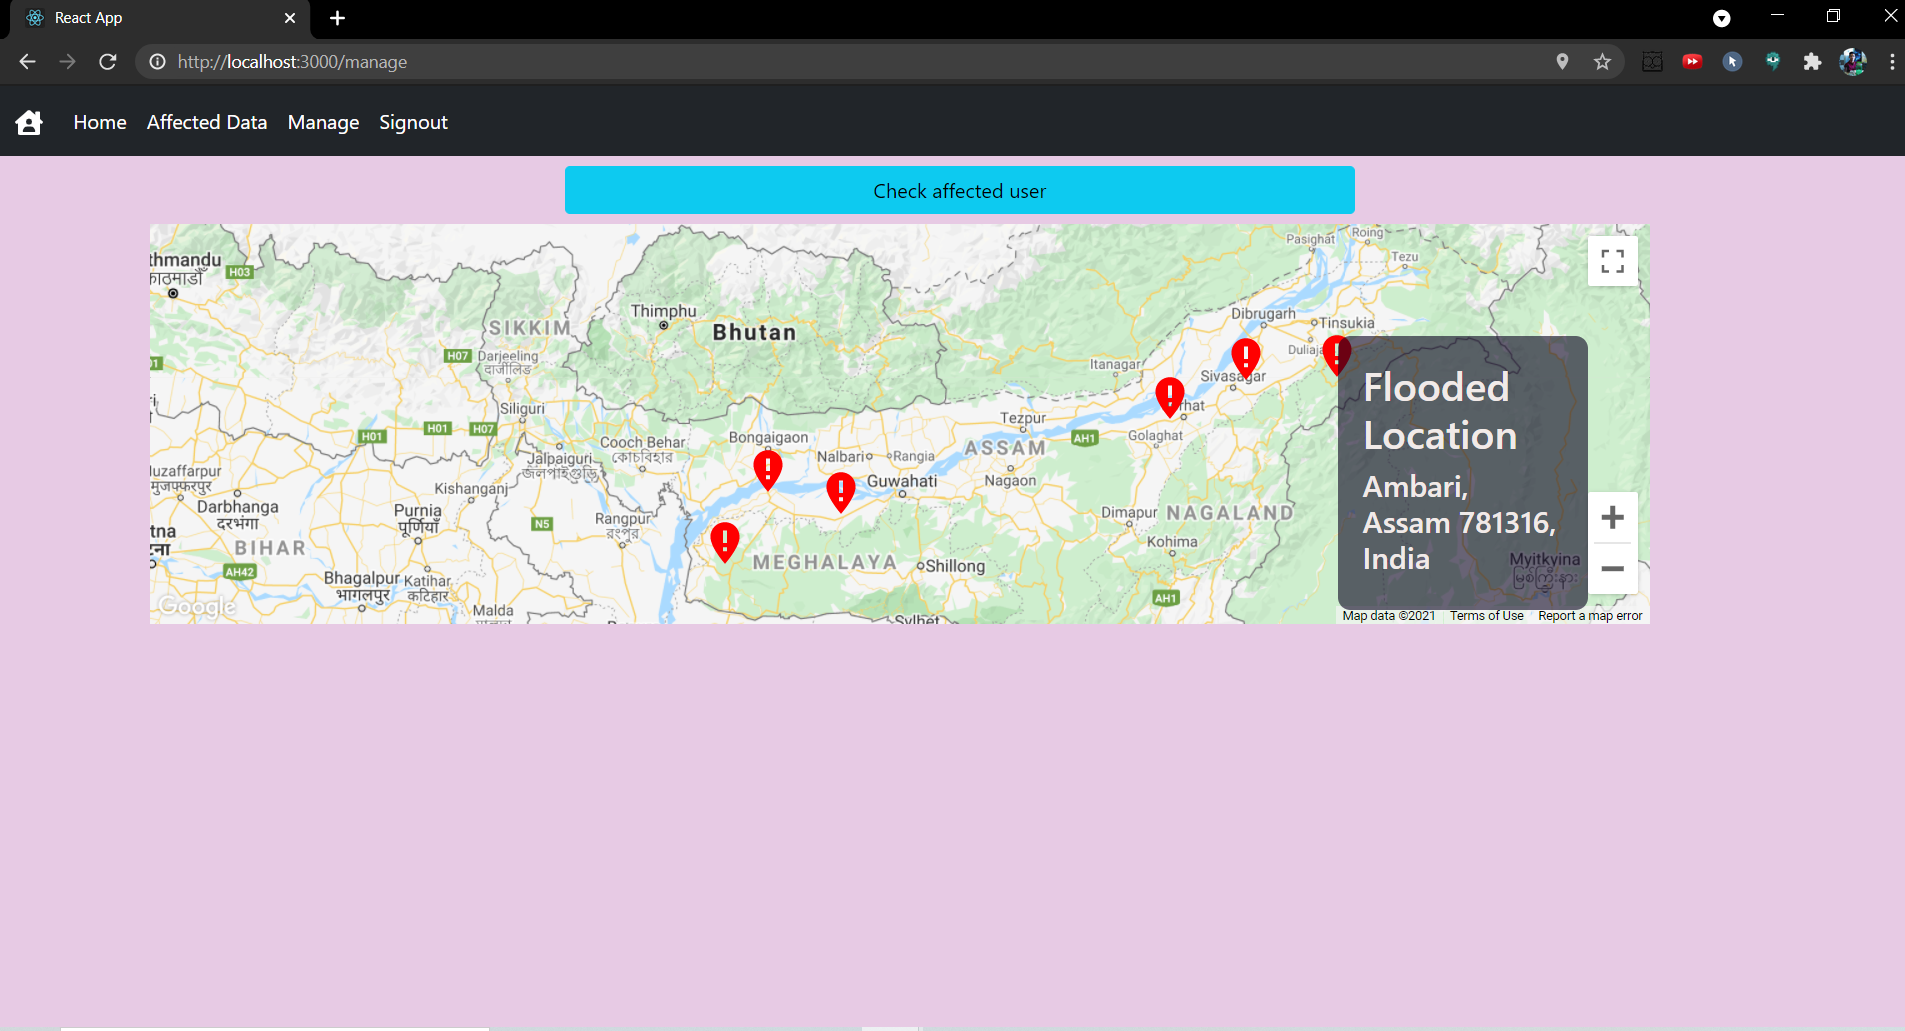 React App
http://localhost:3000/manage
Home Affected Data Manage Signout
Check affected user
Pasighat
Roing
Tezu
thmandu
H03
Thimphu
SIKKIM
Bhutan
Dibrugarh
Tinsukia
H07
Darjeeling
दार्जीलिङ
Duliaja
Itanagar
Sivasagar
rhat
Siliguri
Tezpur
H01
H01
H07
Cooch Behar
কোচবিহার
Bongaigaon
AH1
Golaghat
ASSAM
Nalbari
Rangia
Jalpaiguri
জলপাইগুড়ি
Guwahati
Nagaon
uzaffarpur
मुजफ्फरपुर
Kishanganj
Darbhanga
दरभंगा
Purnia
पूर्णियाँ
N5
Rangpur
রংপুর
Dimapur
NAGALAND
Kohima
tna
BIHAR
MEGHALAYA
Shillong
AH42
Bhagalpur
भागलपुर
Katihar
कटिहार
Malda
Sylhet
AH1
Myitkyina
Google
Flooded
Location
Ambari,
Assam 781316,
India
Map data ©2021 Terms of Use Report a map error